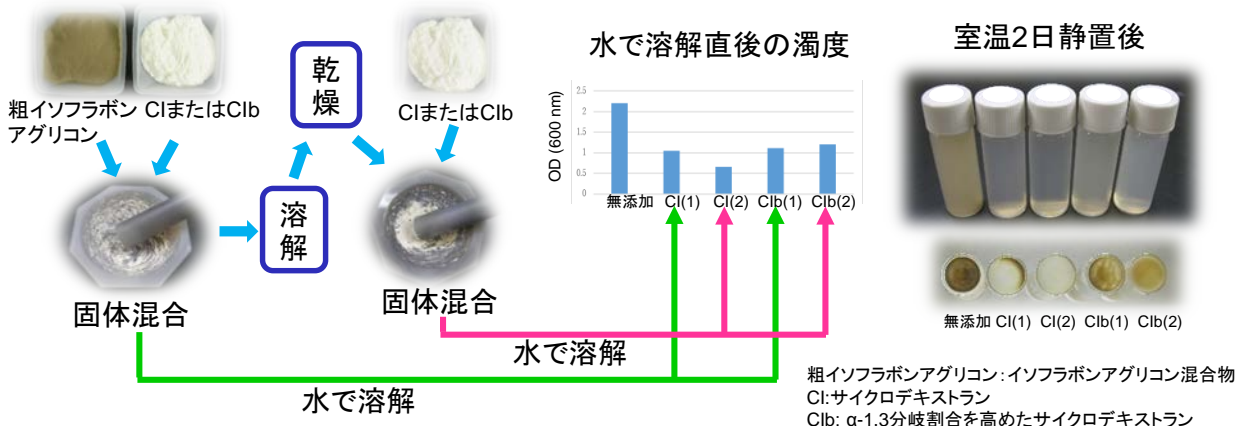 粗イソフラボン
アグリコン
CIまたはCIb
固体混合
溶解
乾燥
CIまたはCIb
固体混合
水で溶解
水で溶解
水で溶解直後の濁度
OD (600 nm)
2.5
2
1.5
1
0.5
0
無添加 CI(1) CI(2) CIb(1) CIb(2)
室温2日静置後
無添加 CI(1) CI(2) CIb(1) CIb(2)
粗イソフラボンアグリコン：イソフラボンアグリコン混合物
CI:サイクロデキストラン
CIb: α-1,3分岐割合を高めたサイクロデキストラン